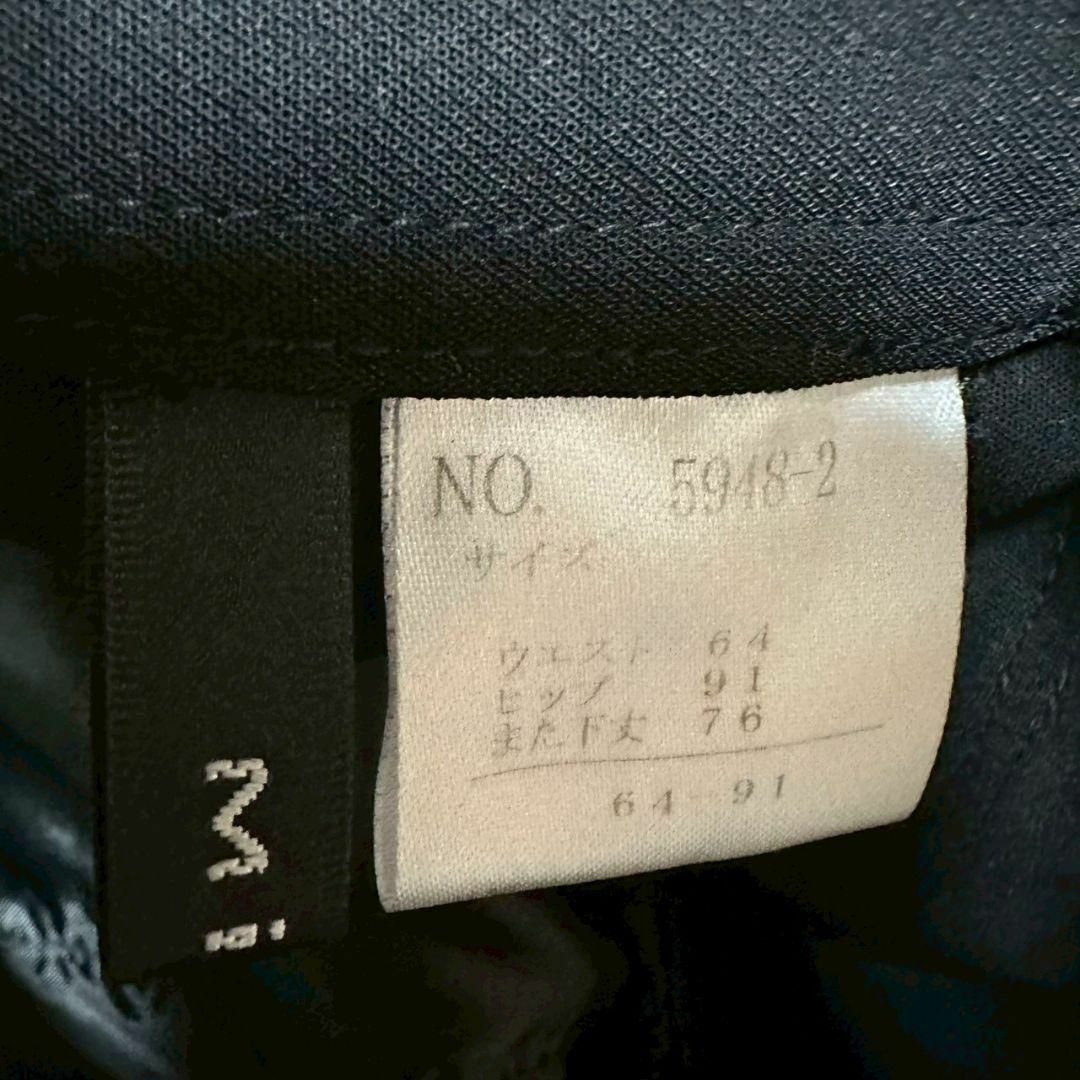 NO. 5948-2
サイズ
ウエスト 64
ヒップ 91
また下丈 76
64-91
Mi